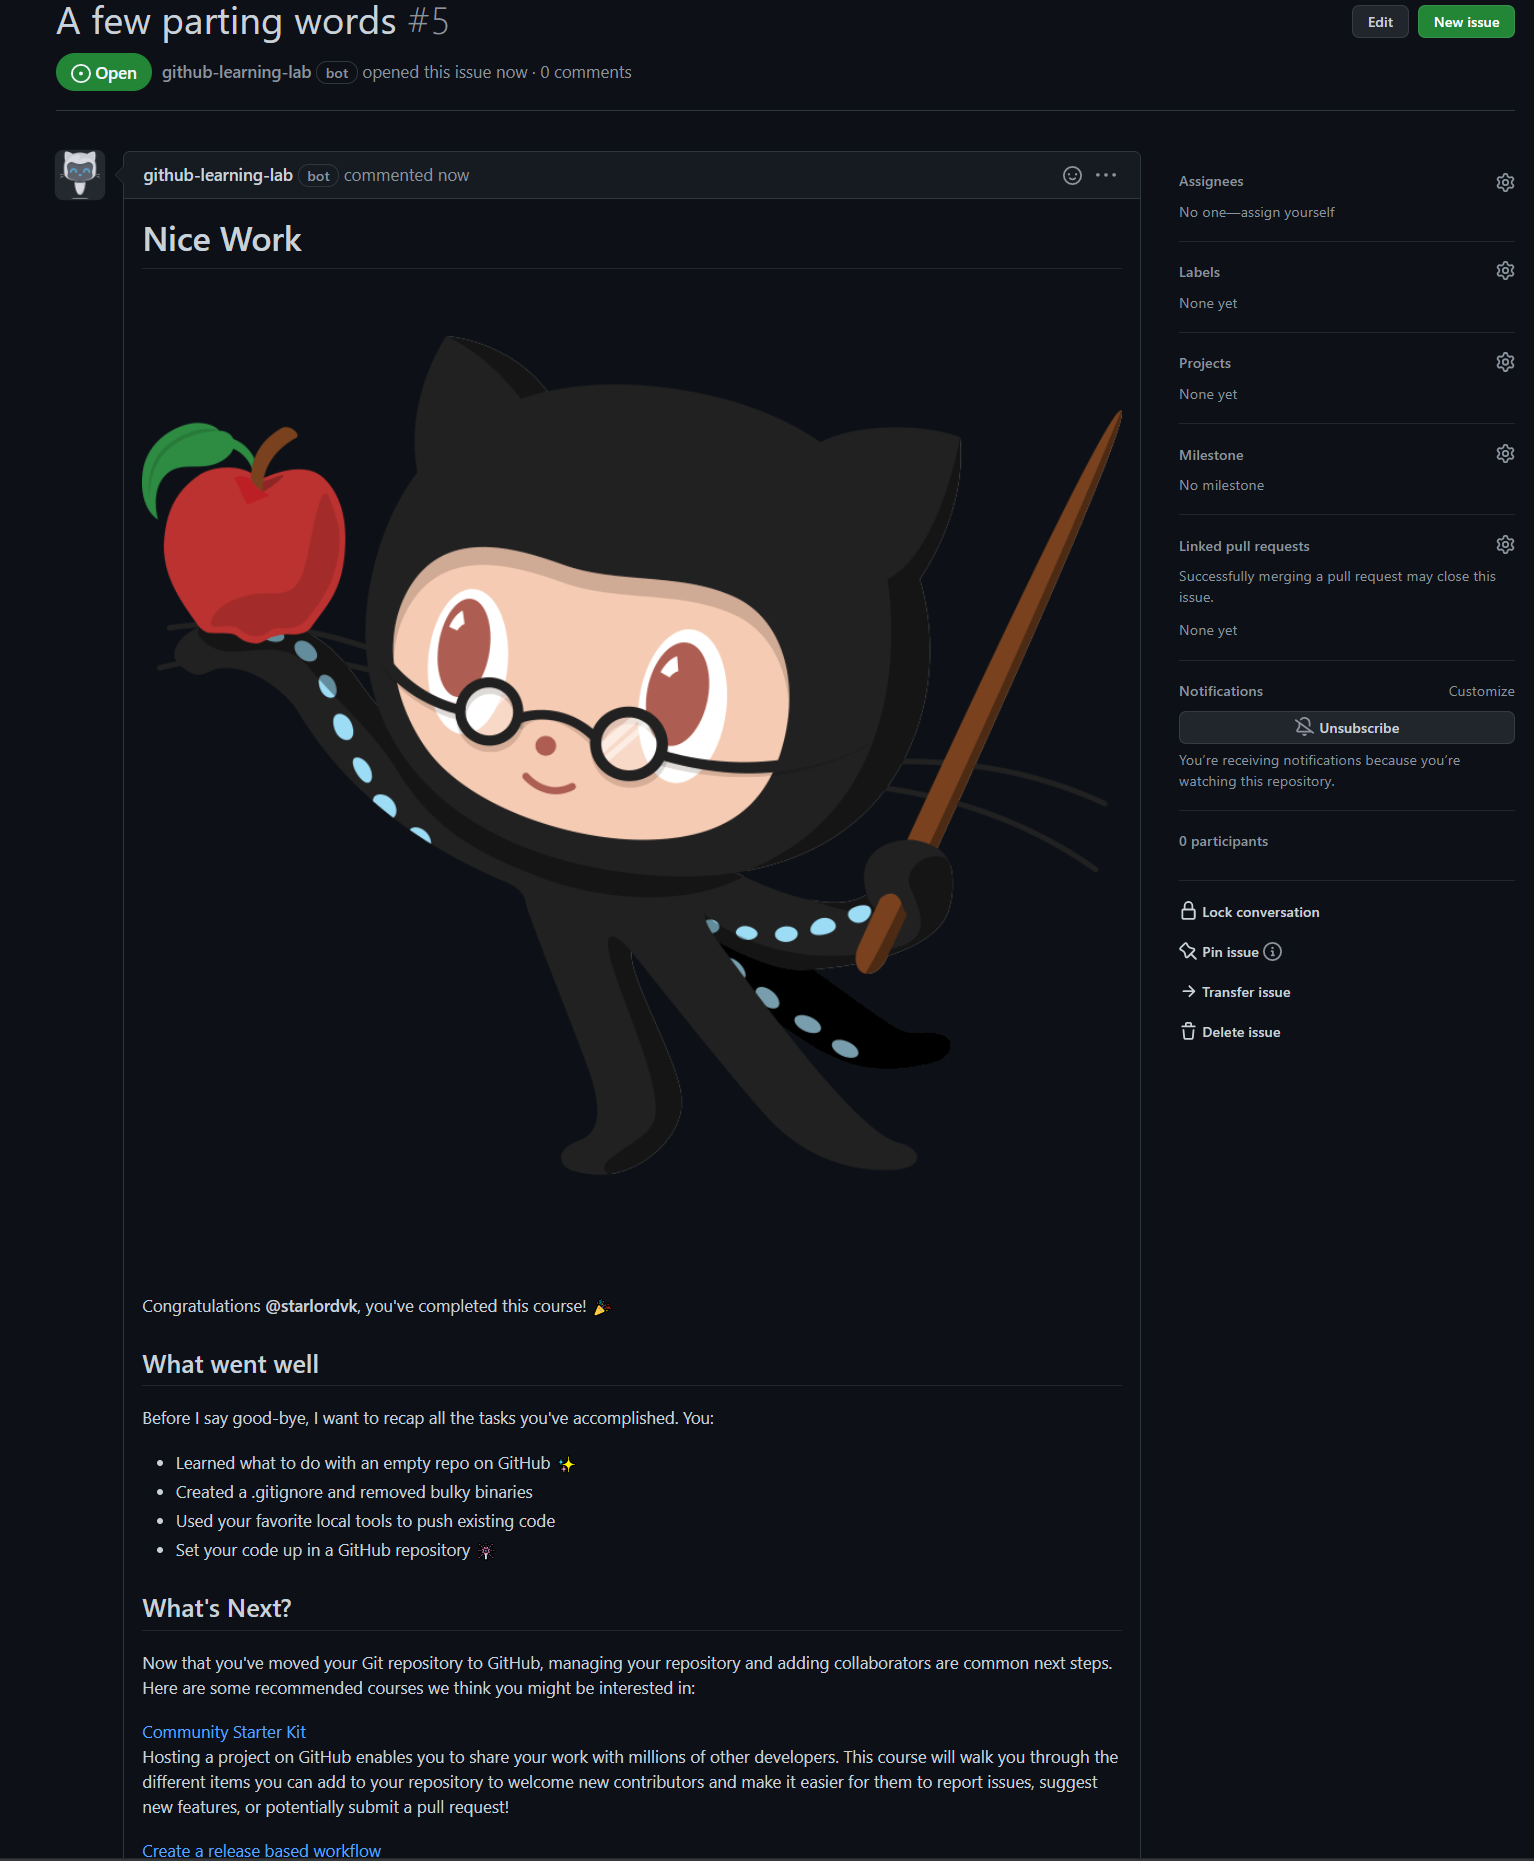 A few parting words #5
Edit
New issue
Open
github-learning-lab bot opened this issue now · 0 comments
github-learning-lab bot commented now
Nice Work
Congratulations @starlordvk, you've completed this course! 🎉
What went well
Before I say good-bye, I want to recap all the tasks you've accomplished. You:
• Learned what to do with an empty repo on GitHub ✨
• Created a .gitignore and removed bulky binaries
• Used your favorite local tools to push existing code
• Set your code up in a GitHub repository
What's Next?
Now that you've moved your Git repository to GitHub, managing your repository and adding collaborators are common next steps.
Here are some recommended courses we think you might be interested in:
Community Starter Kit
Hosting a project on GitHub enables you to share your work with millions of other developers. This course will walk you through the
different items you can add to your repository to welcome new contributors and make it easier for them to report issues, suggest
new features, or potentially submit a pull request!
Create a release based workflow
Assignees
No one—assign yourself
Labels
None yet
Projects
None yet
Milestone
No milestone
Linked pull requests
Successfully merging a pull request may close this
issue.
None yet
Notifications
Customize
Unsubscribe
You're receiving notifications because you're
watching this repository.
0 participants
Lock conversation
Pin issue
Transfer issue
Delete issue